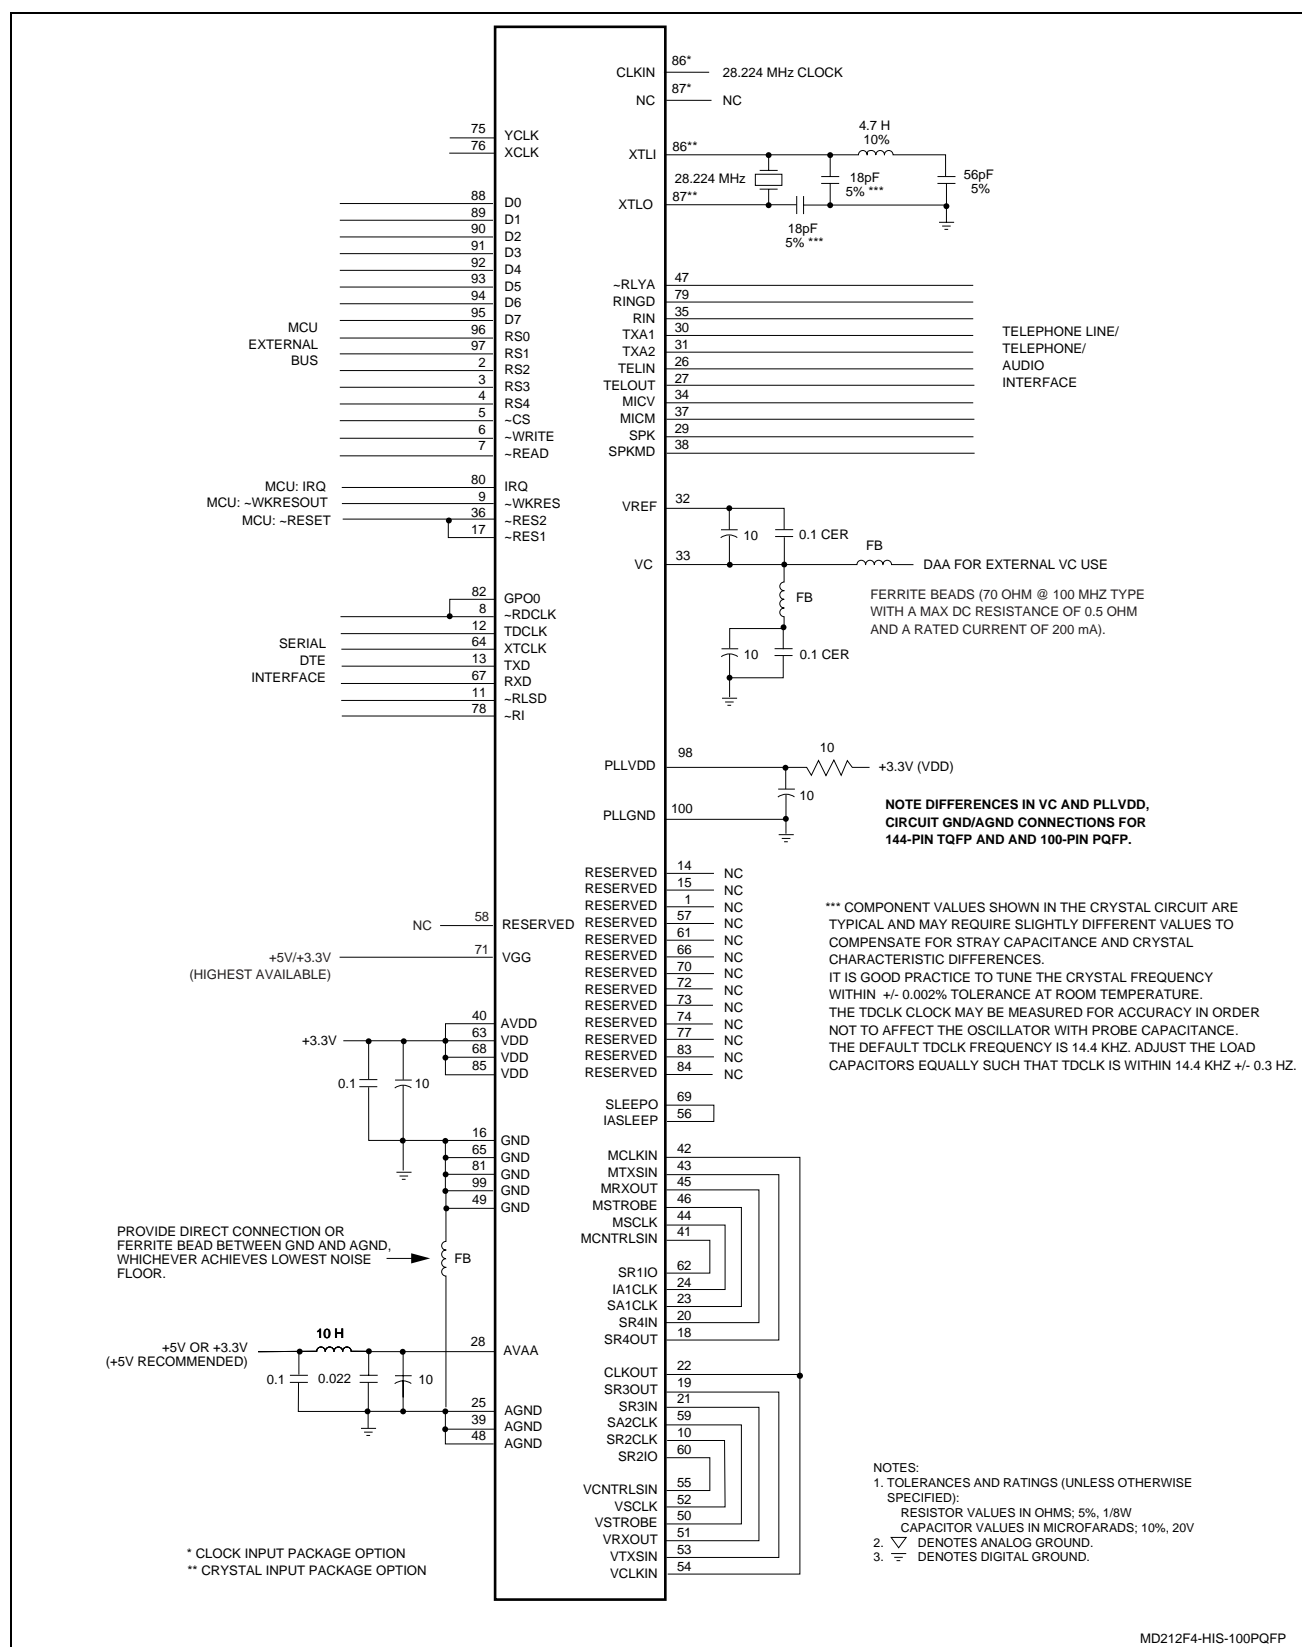 CLKIN 86* 28.224 MHz CLOCK
NC 87* NC
75 YCLK
76 XCLK
XTLI 86**
4.7 H
10%
28.224 MHz
18pF
5% ***
56pF
5%
XTLO 87**
18pF
5% ***
MCU
EXTERNAL
BUS
88 D0
89 D1
90 D2
91 D3
92 D4
93 D5
94 D6
95 D7
96 RS0
97 RS1
2 RS2
3 RS3
4 RS4
5 ~CS
6 ~WRITE
7 ~READ
~RLYA 47
RINGD 79
RIN 35
TXA1 30
TXA2 31
TELIN 26
TELOUT 27
MICV 34
MICM 37
SPK 29
SPKMD 38
TELEPHONE LINE/
TELEPHONE/
AUDIO
INTERFACE
MCU: IRQ 80 IRQ
MCU: ~WKRESOUT 9 ~WKRES
MCU: ~RESET 36 ~RES2
17 ~RES1
VREF 32
10 0.1 CER
VC 33
FB
DAA FOR EXTERNAL VC USE
FB
10 0.1 CER
FERRITE BEADS (70 OHM @ 100 MHZ TYPE
WITH A MAX DC RESISTANCE OF 0.5 OHM
AND A RATED CURRENT OF 200 mA).
SERIAL
DTE
INTERFACE
82 GPO0
8 ~RDCLK
12 TDCLK
64 XTCLK
13 TXD
67 RXD
11 ~RLSD
78 ~RI
PLLVDD 98
10
+3.3V (VDD)
10
PLLGND 100
NOTE DIFFERENCES IN VC AND PLLVDD,
CIRCUIT GND/AGND CONNECTIONS FOR
144-PIN TQFP AND AND 100-PIN PQFP.
RESERVED 14 NC
RESERVED 15 NC
RESERVED 1 NC
RESERVED 57 NC
RESERVED 61 NC
RESERVED 66 NC
RESERVED 70 NC
RESERVED 72 NC
RESERVED 73 NC
RESERVED 74 NC
RESERVED 77 NC
RESERVED 83 NC
RESERVED 84 NC
*** COMPONENT VALUES SHOWN IN THE CRYSTAL CIRCUIT ARE
TYPICAL AND MAY REQUIRE SLIGHTLY DIFFERENT VALUES TO
COMPENSATE FOR STRAY CAPACITANCE AND CRYSTAL
CHARACTERISTIC DIFFERENCES.
IT IS GOOD PRACTICE TO TUNE THE CRYSTAL FREQUENCY
WITHIN +/- 0.002% TOLERANCE AT ROOM TEMPERATURE.
THE TDCLK CLOCK MAY BE MEASURED FOR ACCURACY IN ORDER
NOT TO AFFECT THE OSCILLATOR WITH PROBE CAPACITANCE.
THE DEFAULT TDCLK FREQUENCY IS 14.4 KHZ. ADJUST THE LOAD
CAPACITORS EQUALLY SUCH THAT TDCLK IS WITHIN 14.4 KHZ +/- 0.3 HZ.
NC 58 RESERVED
+5V/+3.3V 71 VGG
(HIGHEST AVAILABLE)
40 AVDD
+3.3V 63 VDD
68 VDD
85 VDD
0.1 10
16 GND
65 GND
81 GND
99 GND
49 GND
PROVIDE DIRECT CONNECTION OR
FERRITE BEAD BETWEEN GND AND AGND,
WHICHEVER ACHIEVES LOWEST NOISE
FLOOR.
FB
SLEEPO 69
IASLEEP 56
MCLKIN 42
MTXSIN 43
MRXOUT 45
MSTROBE 46
MSCLK 44
MCNTRLSIN 41
SR1IO 62
IA1CLK 24
SA1CLK 23
SR4IN 20
SR4OUT 18
10 H
+5V OR +3.3V
(+5V RECOMMENDED)
28 AVAA
0.1 0.022 10
25 AGND
39 AGND
48 AGND
CLKOUT 22
SR3OUT 19
SR3IN 21
SA2CLK 59
SR2CLK 10
SR2IO 60
VCNTRLSIN 55
VSCLK 52
VSTROBE 50
VRXOUT 51
VTXSIN 53
VCLKIN 54
* CLOCK INPUT PACKAGE OPTION
** CRYSTAL INPUT PACKAGE OPTION
NOTES:
1. TOLERANCES AND RATINGS (UNLESS OTHERWISE
SPECIFIED):
RESISTOR VALUES IN OHMS; 5%, 1/8W
CAPACITOR VALUES IN MICROFARADS; 10%, 20V
2. DENOTES ANALOG GROUND.
3. DENOTES DIGITAL GROUND.
MD212F4-HIS-100PQFP